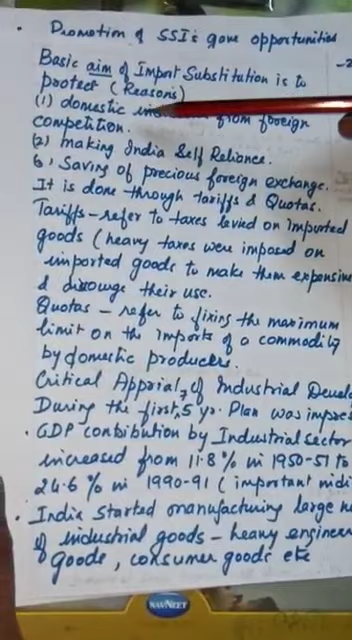 • Promotion of SSI's gave opportunities
Basic aim of Import Substitution is to
protect (Reasons)
(1) domestic from foreign
competition.
(2) making India Self Reliance.
(3) Saving of precious foreign exchange.
It is done through tariffs & Quotas.
Tariffs – refer to taxes levied on imported
goods (heavy taxes were imposed on
imported goods to make them expensive
& discouage their use.
Quotas – refer to fixing the maximum
limit on the imports of a commodity
by domestic producers.
Critical Appraial, of Industrial Devel
During the first, 5 yr. Plan was impres
• GDP contribution by Industrial sector
increased from 11.8% in 1950-51 to
24.6% in 1990-91 (important indi
• India started manufacturing large n
of industrial goods – heavy engineer
goods, consumer goods etc
NAVNEET